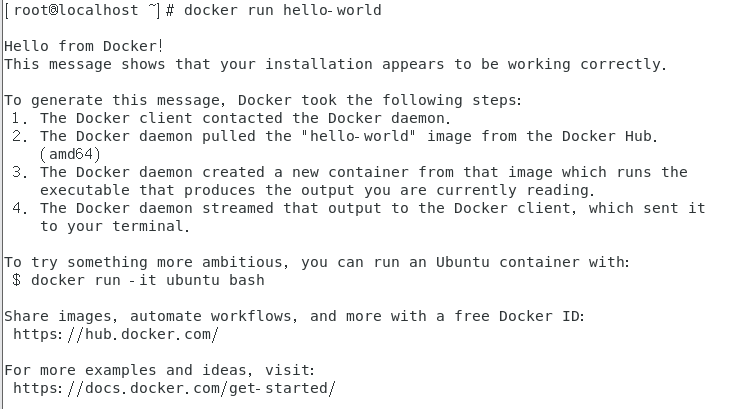 [root@localhost ~]# docker run hello-world
Hello from Docker!
This message shows that your installation appears to be working correctly.
To generate this message, Docker took the following steps:
1. The Docker client contacted the Docker daemon.
2. The Docker daemon pulled the "hello-world" image from the Docker Hub.
(amd64)
3. The Docker daemon created a new container from that image which runs the
executable that produces the output you are currently reading.
4. The Docker daemon streamed that output to the Docker client, which sent it
to your terminal.
To try something more ambitious, you can run an Ubuntu container with:
$ docker run -it ubuntu bash
Share images, automate workflows, and more with a free Docker ID:
https://hub.docker.com/
For more examples and ideas, visit:
https://docs.docker.com/get-started/